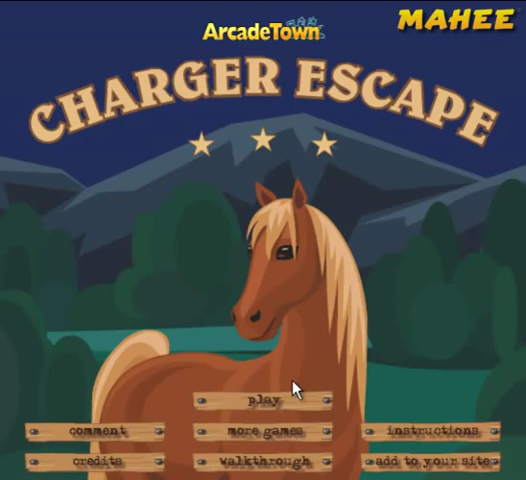 ArcadeTown
MAHEE
CHARGER ESCAPE
play
comment
more games
instructions
credits
walkthrough
add to your site